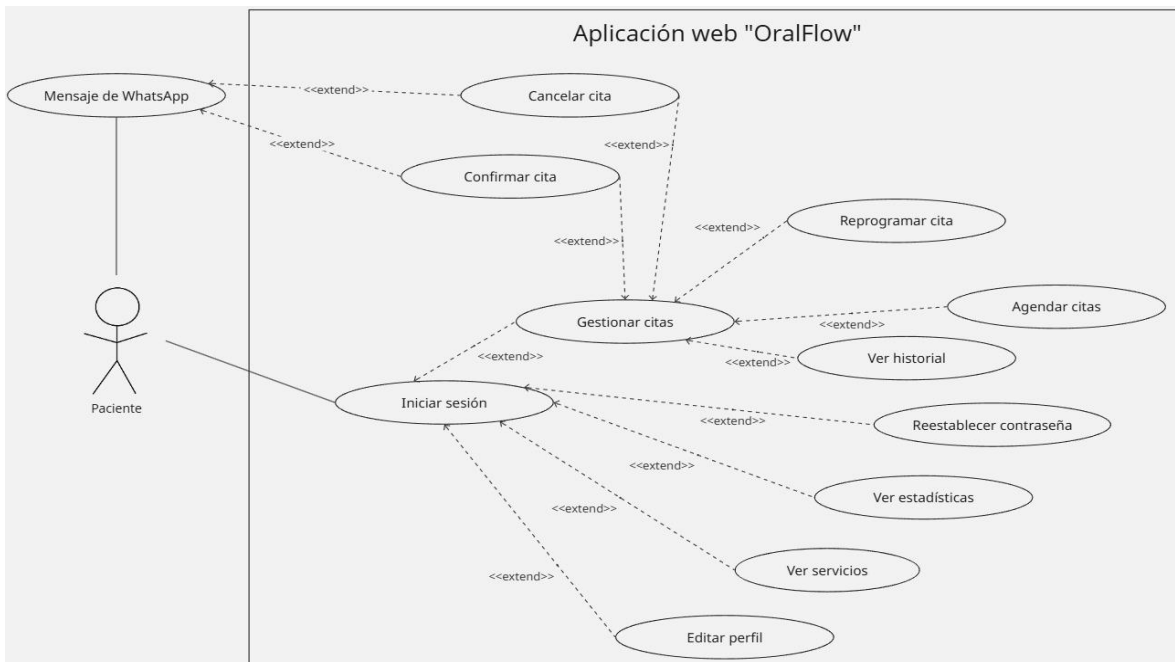 Aplicación web "OralFlow"
Mensaje de WhatsApp
<<extend>>
Cancelar cita
<<extend>>
<<extend>>
Confirmar cita
<<extend>>
<<extend>>
Reprogramar cita
Gestionar citas
Agendar citas
<<extend>>
<<extend>>
Ver historial
<<extend>>
Paciente
Iniciar sesión
<<extend>>
Reestablecer contraseña
<<extend>>
Ver estadísticas
<<extend>>
Ver servicios
<<extend>>
Editar perfil